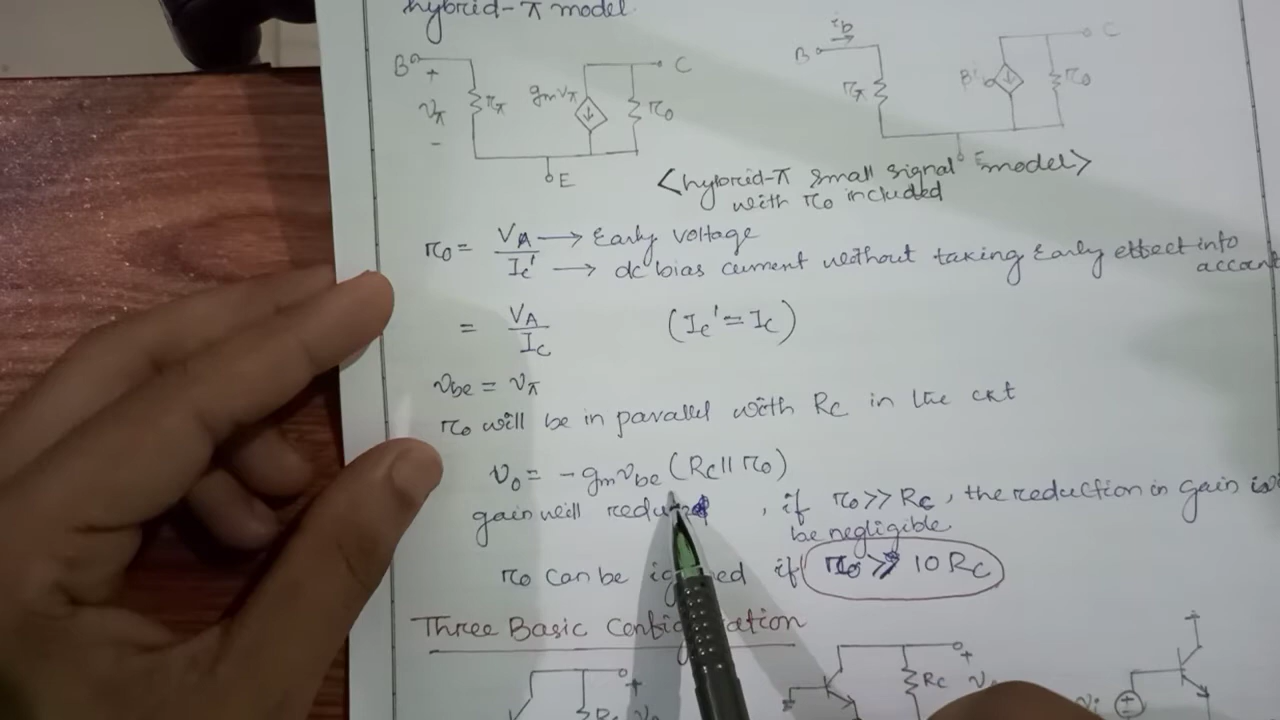 hybrid-π model
B + vπ - rπ gmvπ ro C E
B ib rπ βib ro C E
<hybrid-π small signal model>
with ro included
ro = VA/Ic' → Early voltage
→ dc bias current without taking Early effect into account
= VA/Ic (Ic' = Ic)
vbe = vπ
ro will be in parallel with Rc in the ckt
vo = -gmvbe (Rc || ro)
gain will reduce, if ro >> Rc, the reduction in gain
be negligible
ro can be ignored if ro ≥ 10 Rc
Three Basic Configuration
+
Rc +